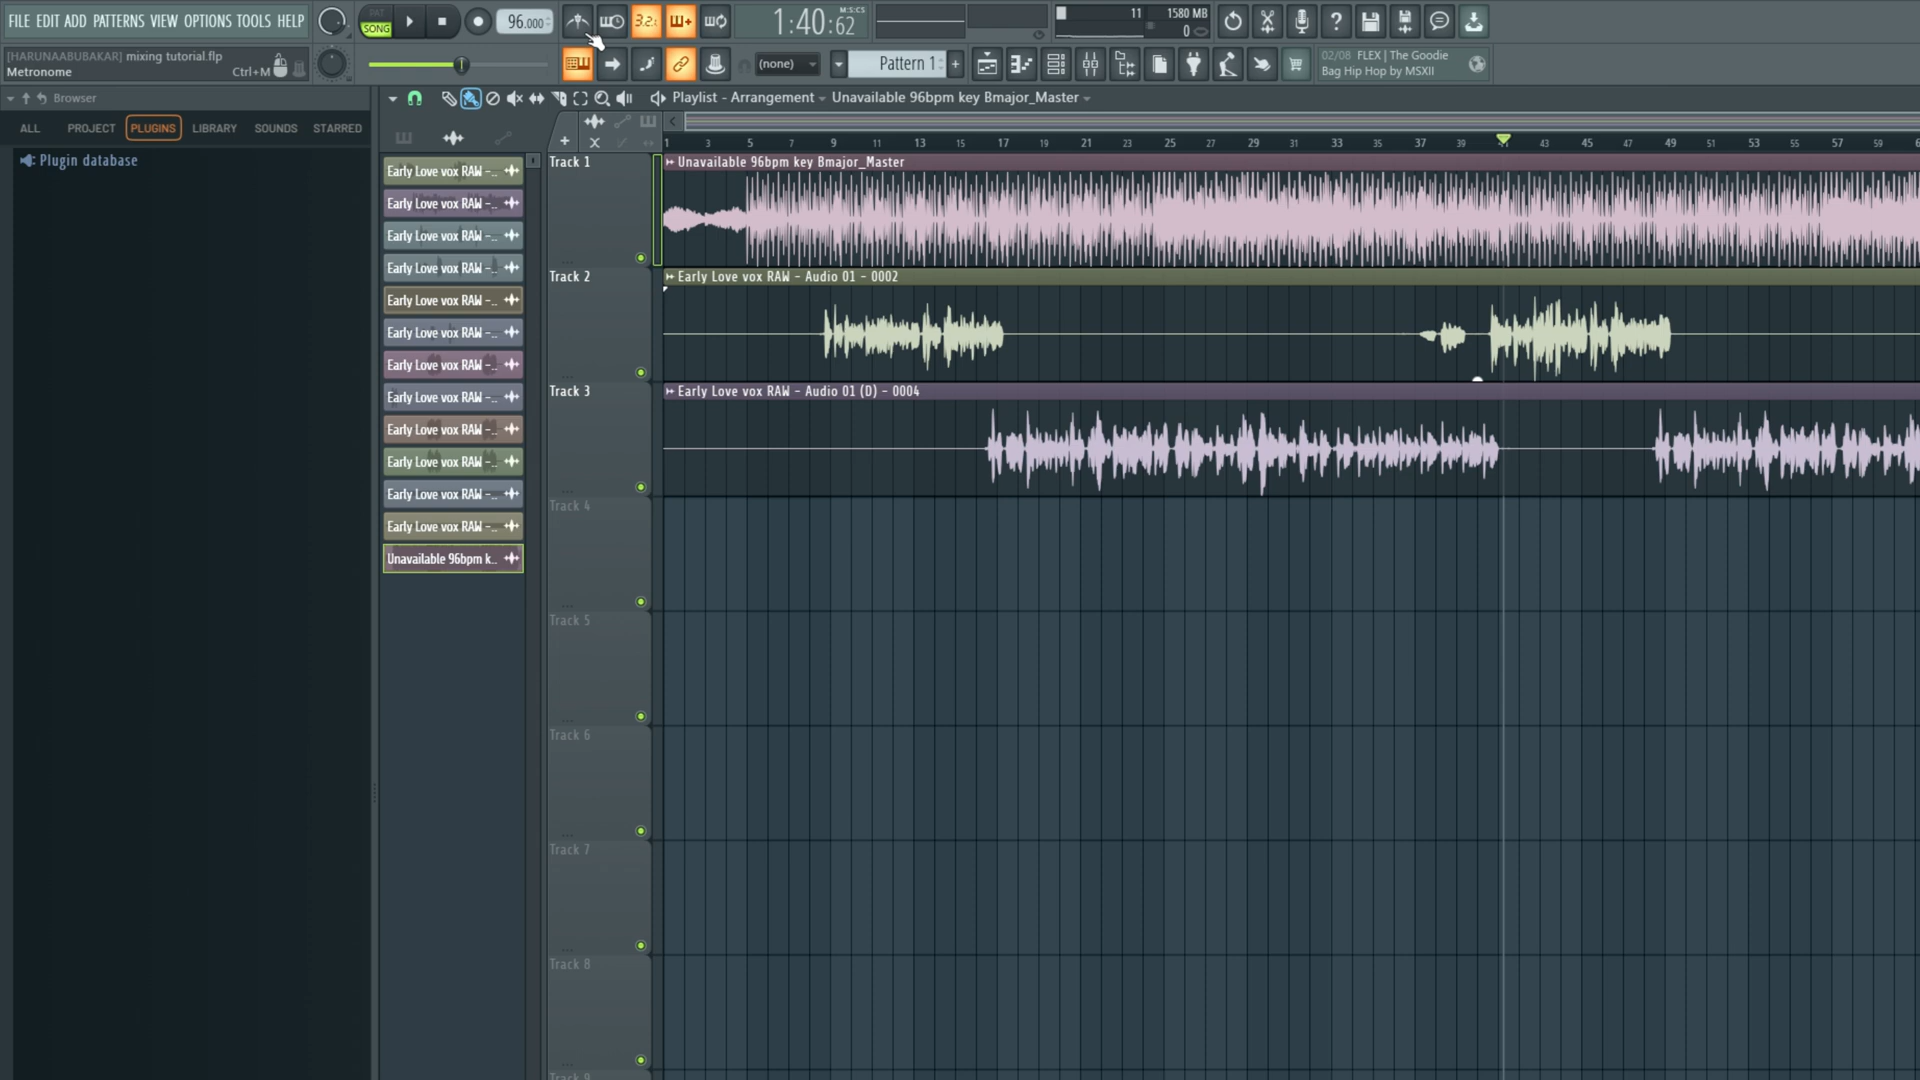 FILE EDIT ADD PATTERNS VIEW OPTIONS TOOLS HELP
PAT
SONG
96.000
3.2.
1:40:62
M:S:CS
11
1580 MB
0
[HARUNAABUBAKAR] mixing tutorial.flp
Metronome
Ctrl+M
(none)
Pattern 1
+
02/08 FLEX | The Goodie
Bag Hip Hop by MSXII
Browser
Playlist - Arrangement
Unavailable 96bpm key Bmajor_Master
ALL
PROJECT
PLUGINS
LIBRARY
SOUNDS
STARRED
Plugin database
1 3 5 7 9 11 13 15 17 19 21 23 25 27 29 31 33 35 37 39 43 45 47 49 51 53 55 57 59
Early Love vox RAW -..
Early Love vox RAW -..
Early Love vox RAW -..
Early Love vox RAW -..
Early Love vox RAW -..
Early Love vox RAW -..
Early Love vox RAW -..
Early Love vox RAW -..
Early Love vox RAW -..
Early Love vox RAW -..
Early Love vox RAW -..
Early Love vox RAW -..
Unavailable 96bpm k..
Track 1
Unavailable 96bpm key Bmajor_Master
Track 2
Early Love vox RAW - Audio 01 - 0002
Track 3
Early Love vox RAW - Audio 01 (D) - 0004
Track 4
Track 5
Track 6
Track 7
Track 8
Track 9